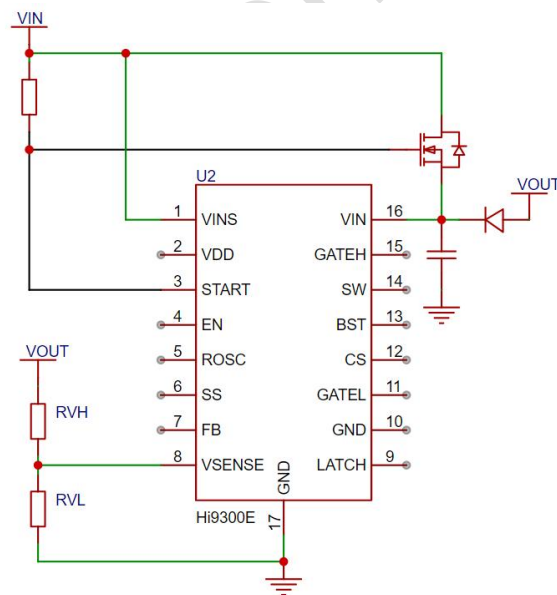 VIN
U2
VOUT
1 VINS VIN 16
2 VDD GATEH 15
3 START SW 14
4 EN BST 13
VOUT
5 ROSC CS 12
6 SS GATEL 11
RVH
7 FB GND 10
8 VSENSE LATCH 9
GND
RVL
Hi9300E
17